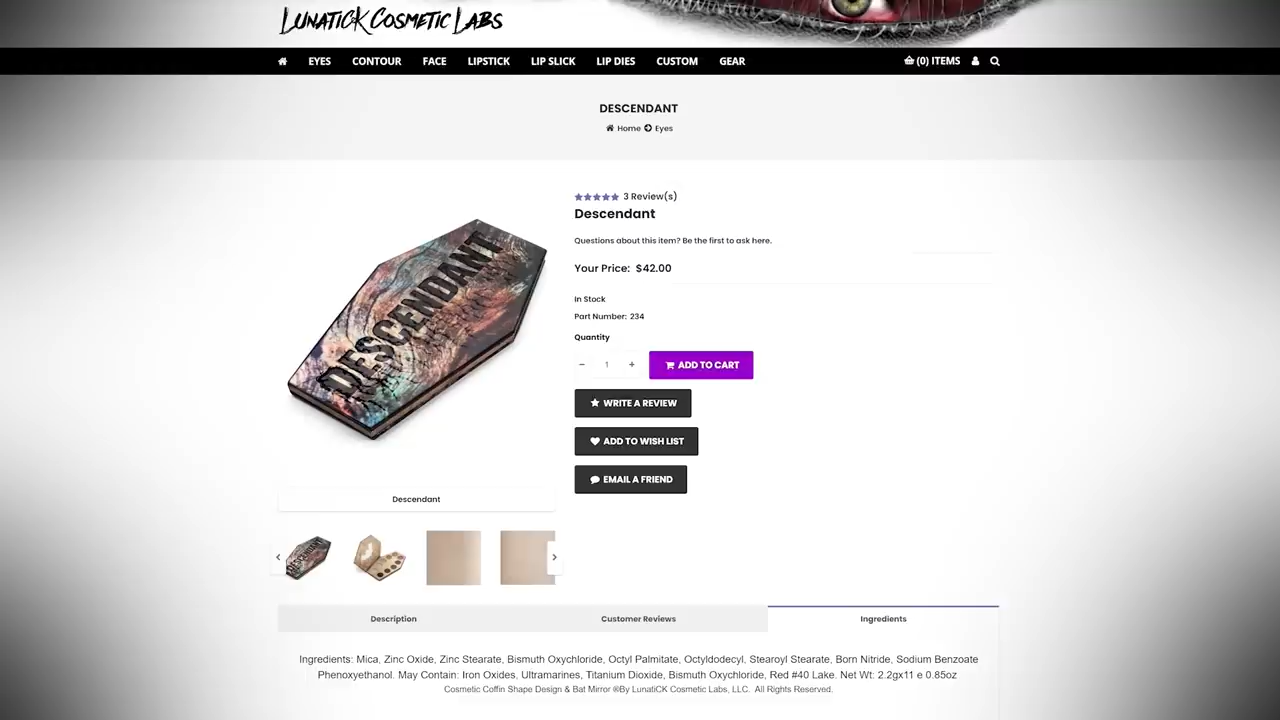 LunatiCK Cosmetic Labs
EYES CONTOUR FACE LIPSTICK LIP SLICK LIP DIES CUSTOM GEAR (0) ITEMS
DESCENDANT
Home Eyes
3 Review(s)
Descendant
Questions about this item? Be the first to ask here.
Your Price: $42.00
In Stock
Part Number: 234
Quantity
− 1 + ADD TO CART
WRITE A REVIEW
ADD TO WISH LIST
EMAIL A FRIEND
DESCENDANT
Descendant
DESCENDANT
Description Customer Reviews Ingredients
Ingredients: Mica, Zinc Oxide, Zinc Stearate, Bismuth Oxychloride, Octyl Palmitate, Octyldodecyl, Stearoyl Stearate, Born Nitride, Sodium Benzoate
Phenoxyethanol. May Contain: Iron Oxides, Ultramarines, Titanium Dioxide, Bismuth Oxychloride, Red #40 Lake. Net Wt: 2.2gx11 e 0.85oz
Cosmetic Coffin Shape Design & Bat Mirror ®By LunatiCK Cosmetic Labs, LLC. All Rights Reserved.